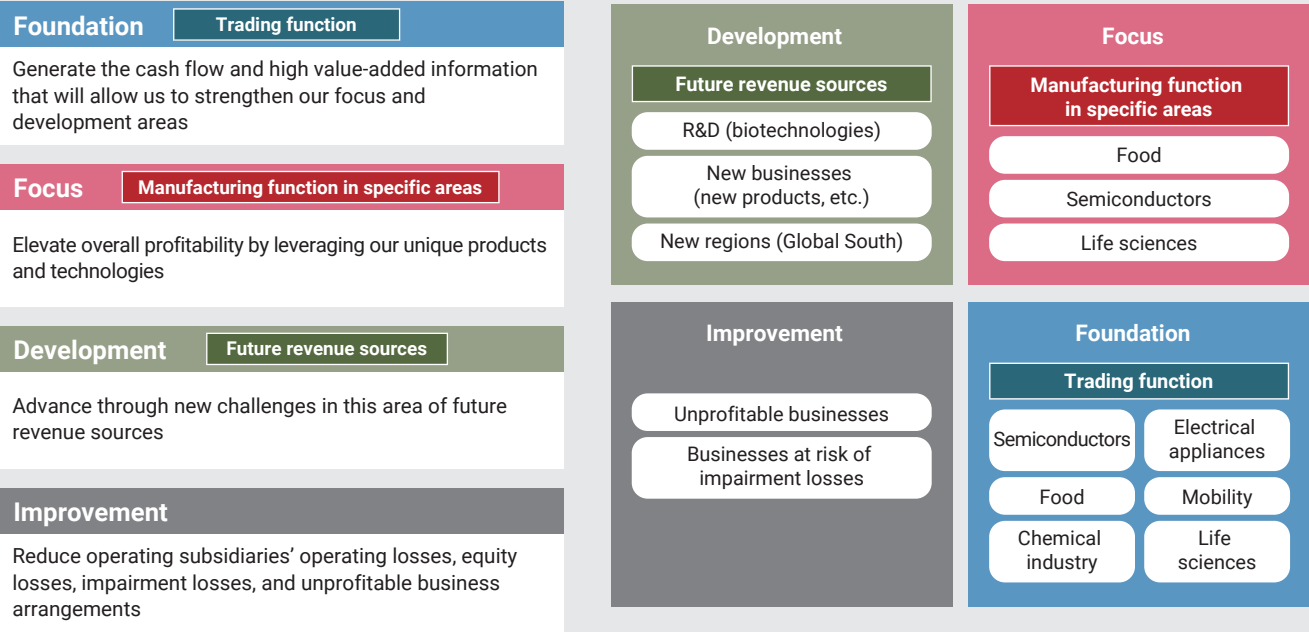 Foundation
Trading function
Generate the cash flow and high value-added information
that will allow us to strengthen our focus and
development areas
Focus
Manufacturing function in specific areas
Elevate overall profitability by leveraging our unique products
and technologies
Development
Future revenue sources
Advance through new challenges in this area of future
revenue sources
Improvement
Reduce operating subsidiaries’ operating losses, equity
losses, impairment losses, and unprofitable business
arrangements
Development
Future revenue sources
R&D (biotechnologies)
New businesses
(new products, etc.)
New regions (Global South)
Focus
Manufacturing function
in specific areas
Food
Semiconductors
Life sciences
Improvement
Unprofitable businesses
Businesses at risk of
impairment losses
Foundation
Trading function
Semiconductors
Electrical
appliances
Food
Mobility
Chemical
industry
Life
sciences